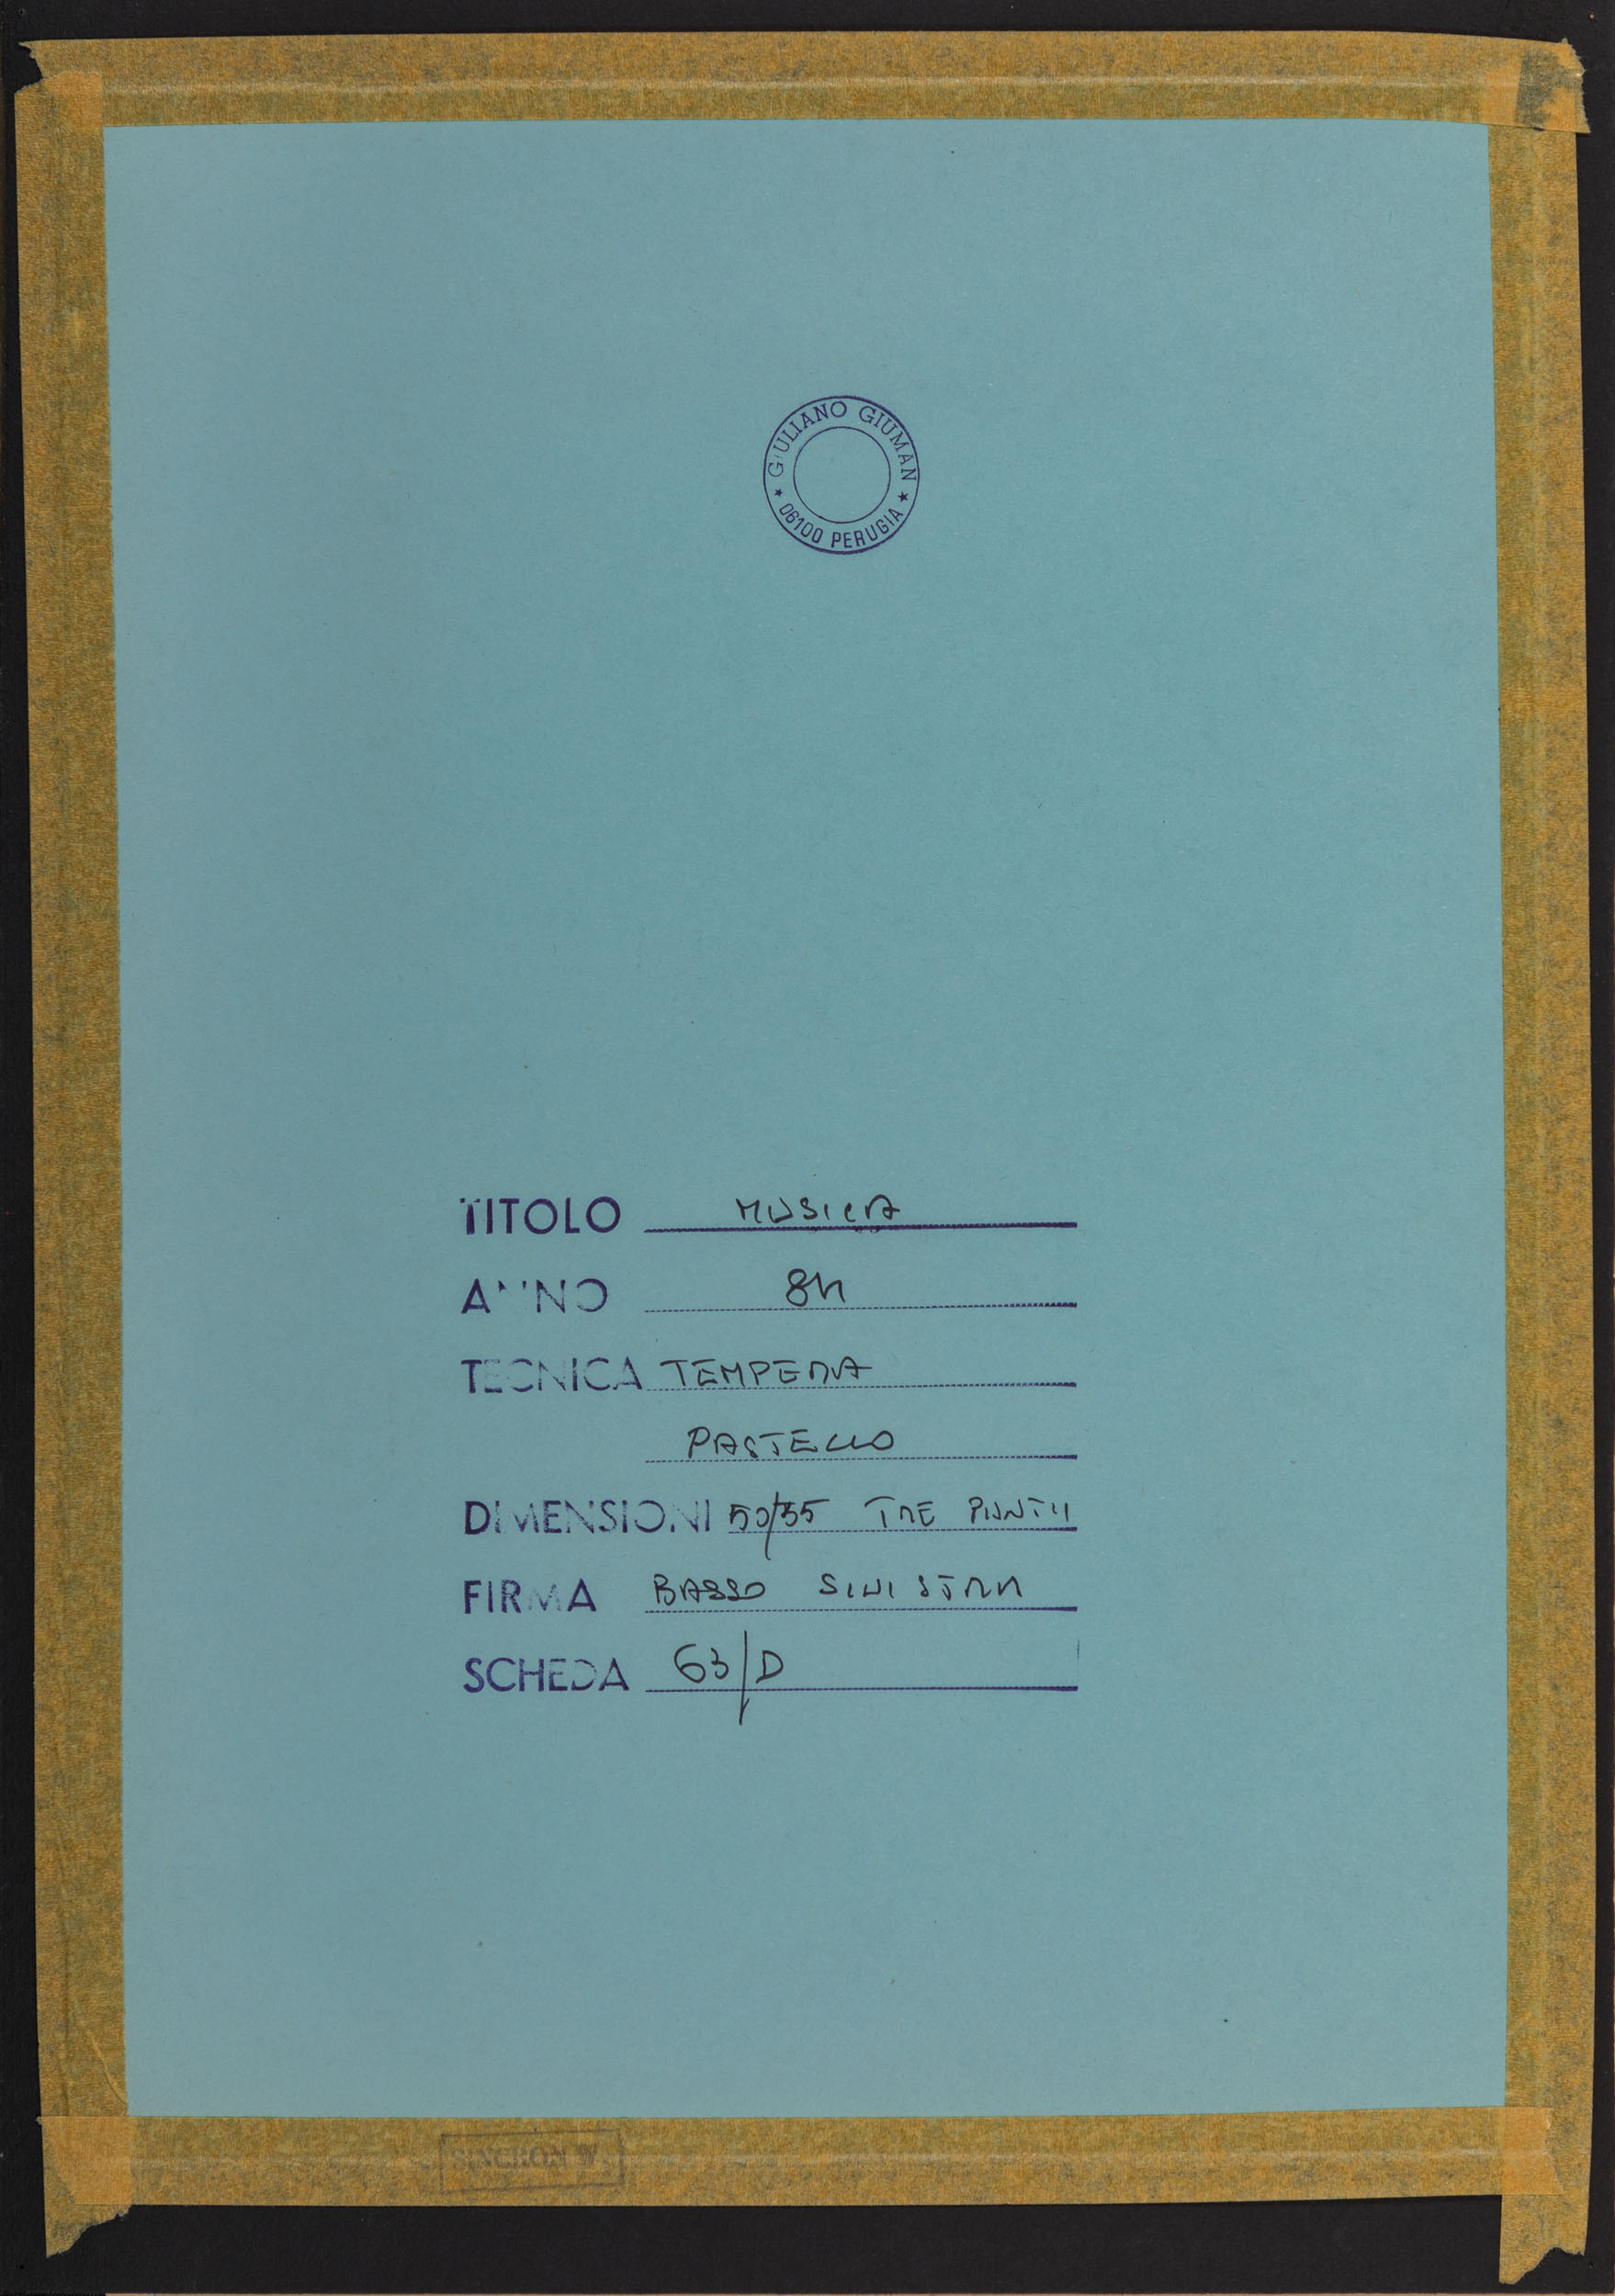 GIULIANO GIUMAN
★ 06100 PERUGIA ★
TITOLO MUSICA
ANNO 84
TECNICA TEMPERA
PASTELLO
DIMENSIONI 50/35 TRE PUNTI
FIRMA BASSO SINISTRA
SCHEDA 63/D
SINCRON